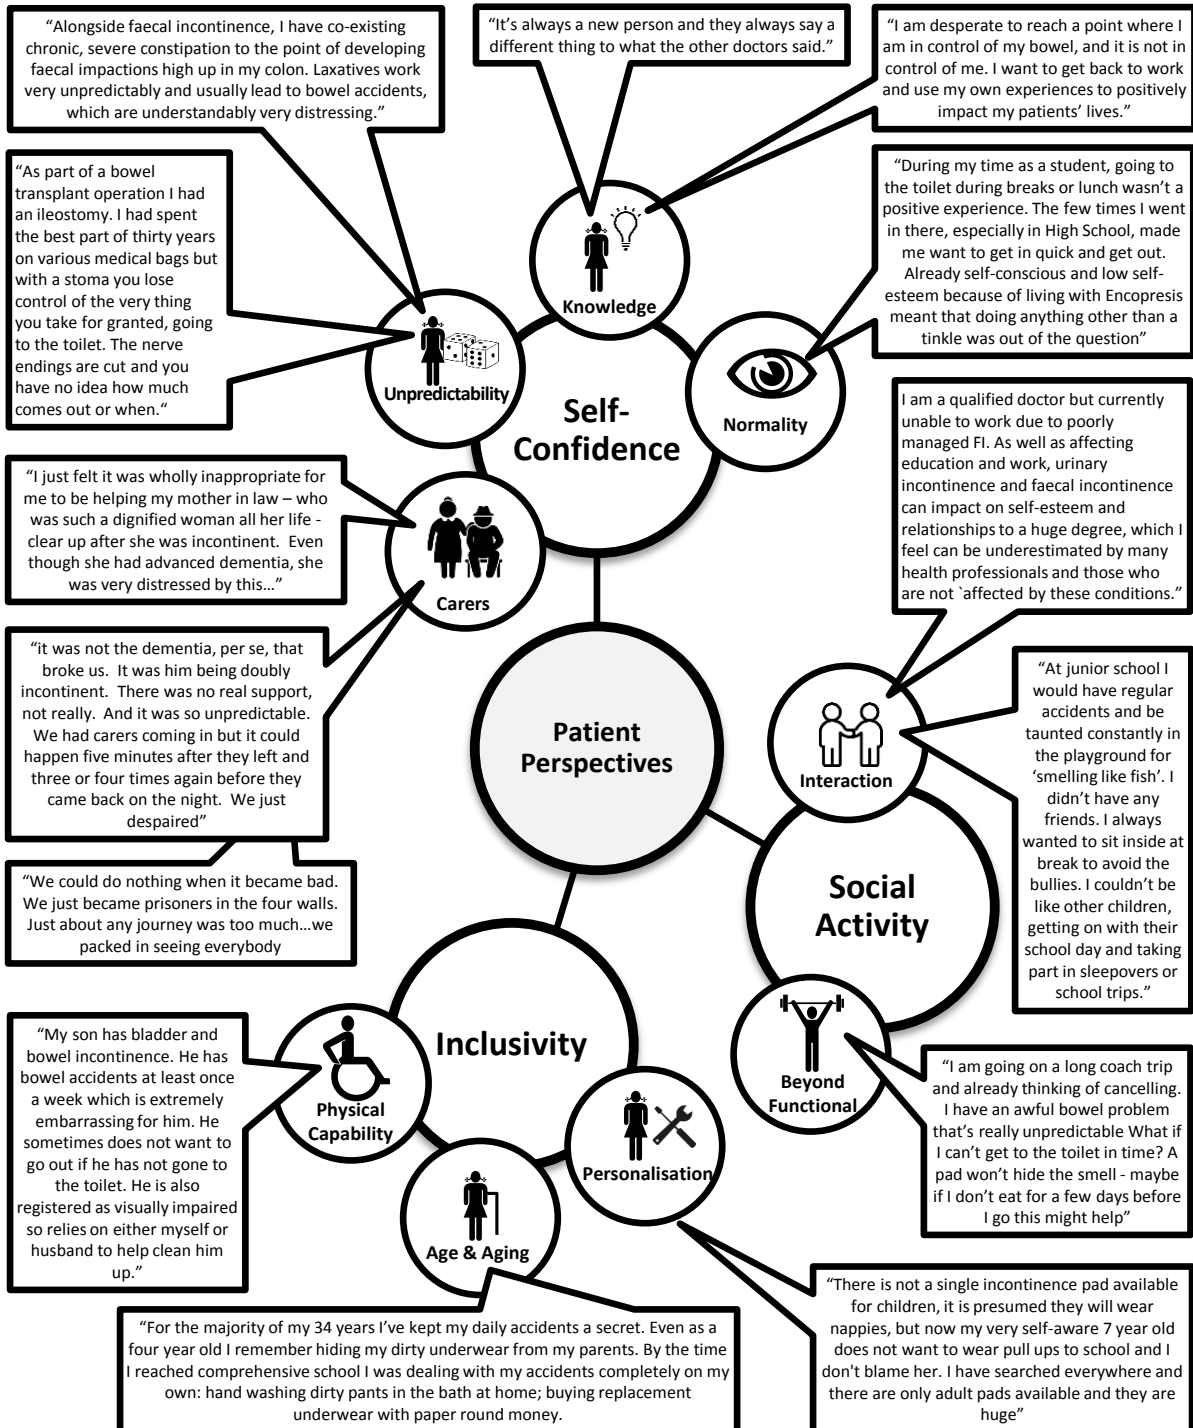 “Alongside faecal incontinence, I have co-existing
chronic, severe constipation to the point of developing
faecal impactions high up in my colon. Laxatives work
very unpredictably and usually lead to bowel accidents,
which are understandably very distressing.”
“It’s always a new person and they always say a
different thing to what the other doctors said.”
“I am desperate to reach a point where I
am in control of my bowel, and it is not in
control of me. I want to get back to work
and use my own experiences to positively
impact my patients’ lives.”
“As part of a bowel
transplant operation I had
an ileostomy. I had spent
the best part of thirty years
on various medical bags but
with a stoma you lose
control of the very thing
you take for granted, going
to the toilet. The nerve
endings are cut and you
have no idea how much
comes out or when.“
“During my time as a student, going to
the toilet during breaks or lunch wasn’t a
positive experience. The few times I went
in there, especially in High School, made
me want to get in quick and get out.
Already self-conscious and low self-
esteem because of living with Encopresis
meant that doing anything other than a
tinkle was out of the question”
Knowledge
Unpredictability
Normality
Self-
Confidence
Carers
“I just felt it was wholly inappropriate for
me to be helping my mother in law – who
was such a dignified woman all her life -
clear up after she was incontinent. Even
though she had advanced dementia, she
was very distressed by this…”
I am a qualified doctor but currently
unable to work due to poorly
managed FI. As well as affecting
education and work, urinary
incontinence and faecal incontinence
can impact on self-esteem and
relationships to a huge degree, which I
feel can be underestimated by many
health professionals and those who
are not `affected by these conditions.”
“it was not the dementia, per se, that
broke us. It was him being doubly
incontinent. There was no real support,
not really. And it was so unpredictable.
We had carers coming in but it could
happen five minutes after they left and
three or four times again before they
came back on the night. We just
despaired”
Patient
Perspectives
Interaction
“At junior school I
would have regular
accidents and be
taunted constantly in
the playground for
‘smelling like fish’. I
didn’t have any
friends. I always
wanted to sit inside at
break to avoid the
bullies. I couldn’t be
like other children,
getting on with their
school day and taking
part in sleepovers or
school trips.”
“We could do nothing when it became bad.
We just became prisoners in the four walls.
Just about any journey was too much…we
packed in seeing everybody
Social
Activity
Inclusivity
Beyond
Functional
Physical
Capability
Personalisation
Age & Aging
“My son has bladder and
bowel incontinence. He has
bowel accidents at least once
a week which is extremely
embarrassing for him. He
sometimes does not want to
go out if he has not gone to
the toilet. He is also
registered as visually impaired
so relies on either myself or
husband to help clean him
up.”
“I am going on a long coach trip
and already thinking of cancelling.
I have an awful bowel problem
that’s really unpredictable What if
I can’t get to the toilet in time? A
pad won’t hide the smell - maybe
if I don’t eat for a few days before
I go this might help”
“For the majority of my 34 years I’ve kept my daily accidents a secret. Even as a
four year old I remember hiding my dirty underwear from my parents. By the time
I reached comprehensive school I was dealing with my accidents completely on my
own: hand washing dirty pants in the bath at home; buying replacement
underwear with paper round money.
“There is not a single incontinence pad available
for children, it is presumed they will wear
nappies, but now my very self-aware 7 year old
does not want to wear pull ups to school and I
don't blame her. I have searched everywhere and
there are only adult pads available and they are
huge”